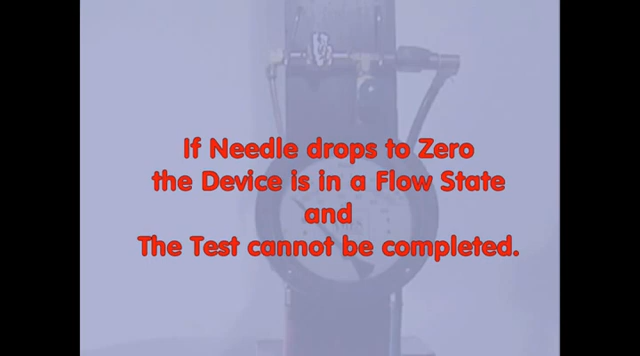 If Needle drops to Zero
the Device is in a Flow State
and
The Test cannot be completed.